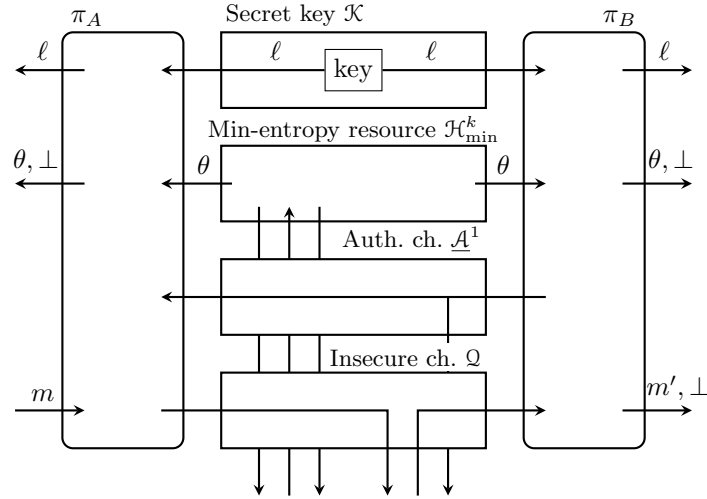 π_A Secret key 𝒦 π_B
ℓ ℓ key ℓ ℓ
Min-entropy resource ℋ^k_min
θ, ⊥ θ θ θ, ⊥
Auth. ch. 𝒜̲^1
Insecure ch. 𝒬
m m′, ⊥